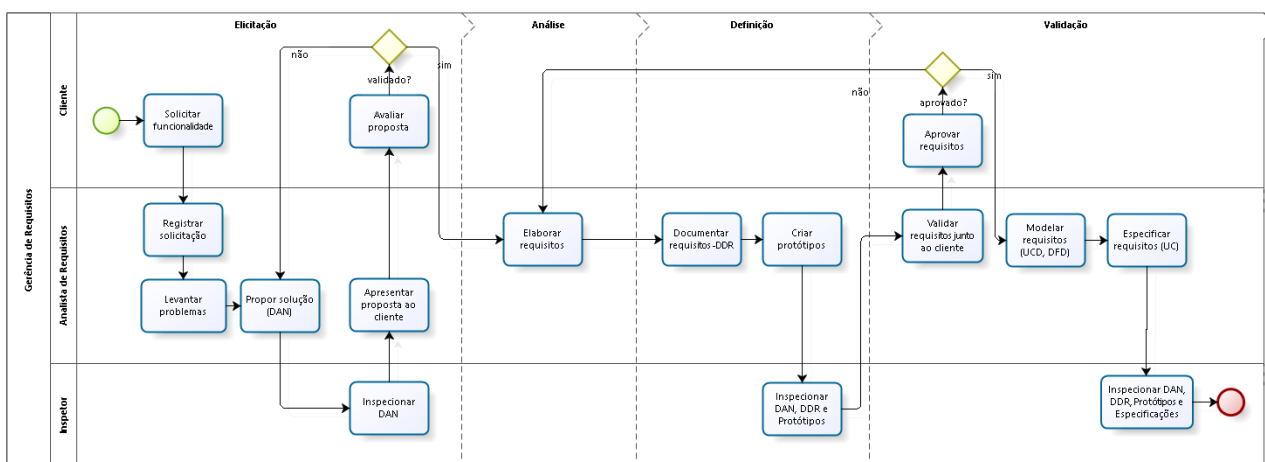 Elicitação
Análise
Definição
Validação
Gerência de Requisitos
Cliente
Analista de Requisitos
Inspetor
Solicitar
funcionalidade
Registrar
solicitação
Levantar
problemas
Propor solução
(DAN)
Inspecionar
DAN
Apresentar
proposta ao
cliente
Avaliar
proposta
validado?
não
sim
Elaborar
requisitos
Documentar
requisitos -DDR
Criar
protótipos
Inspecionar
DAN, DDR e
Protótipos
Validar
requisitos junto
ao cliente
Aprovar
requisitos
aprovado?
não
sim
Modelar
requisitos
(UCD, DFD)
Especificar
requisitos (UC)
Inspecionar DAN,
DDR, Protótipos e
Especificações